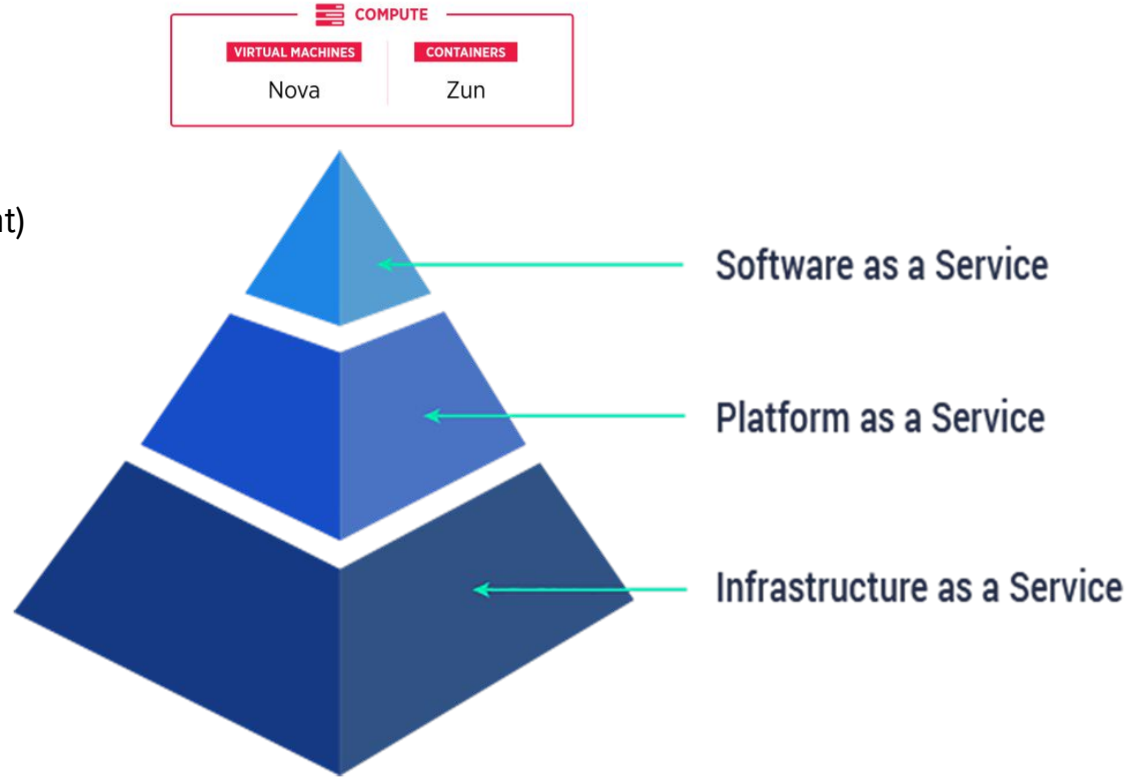 COMPUTE
VIRTUAL MACHINES CONTAINERS
Nova Zun
Software as a Service
Platform as a Service
Infrastructure as a Service